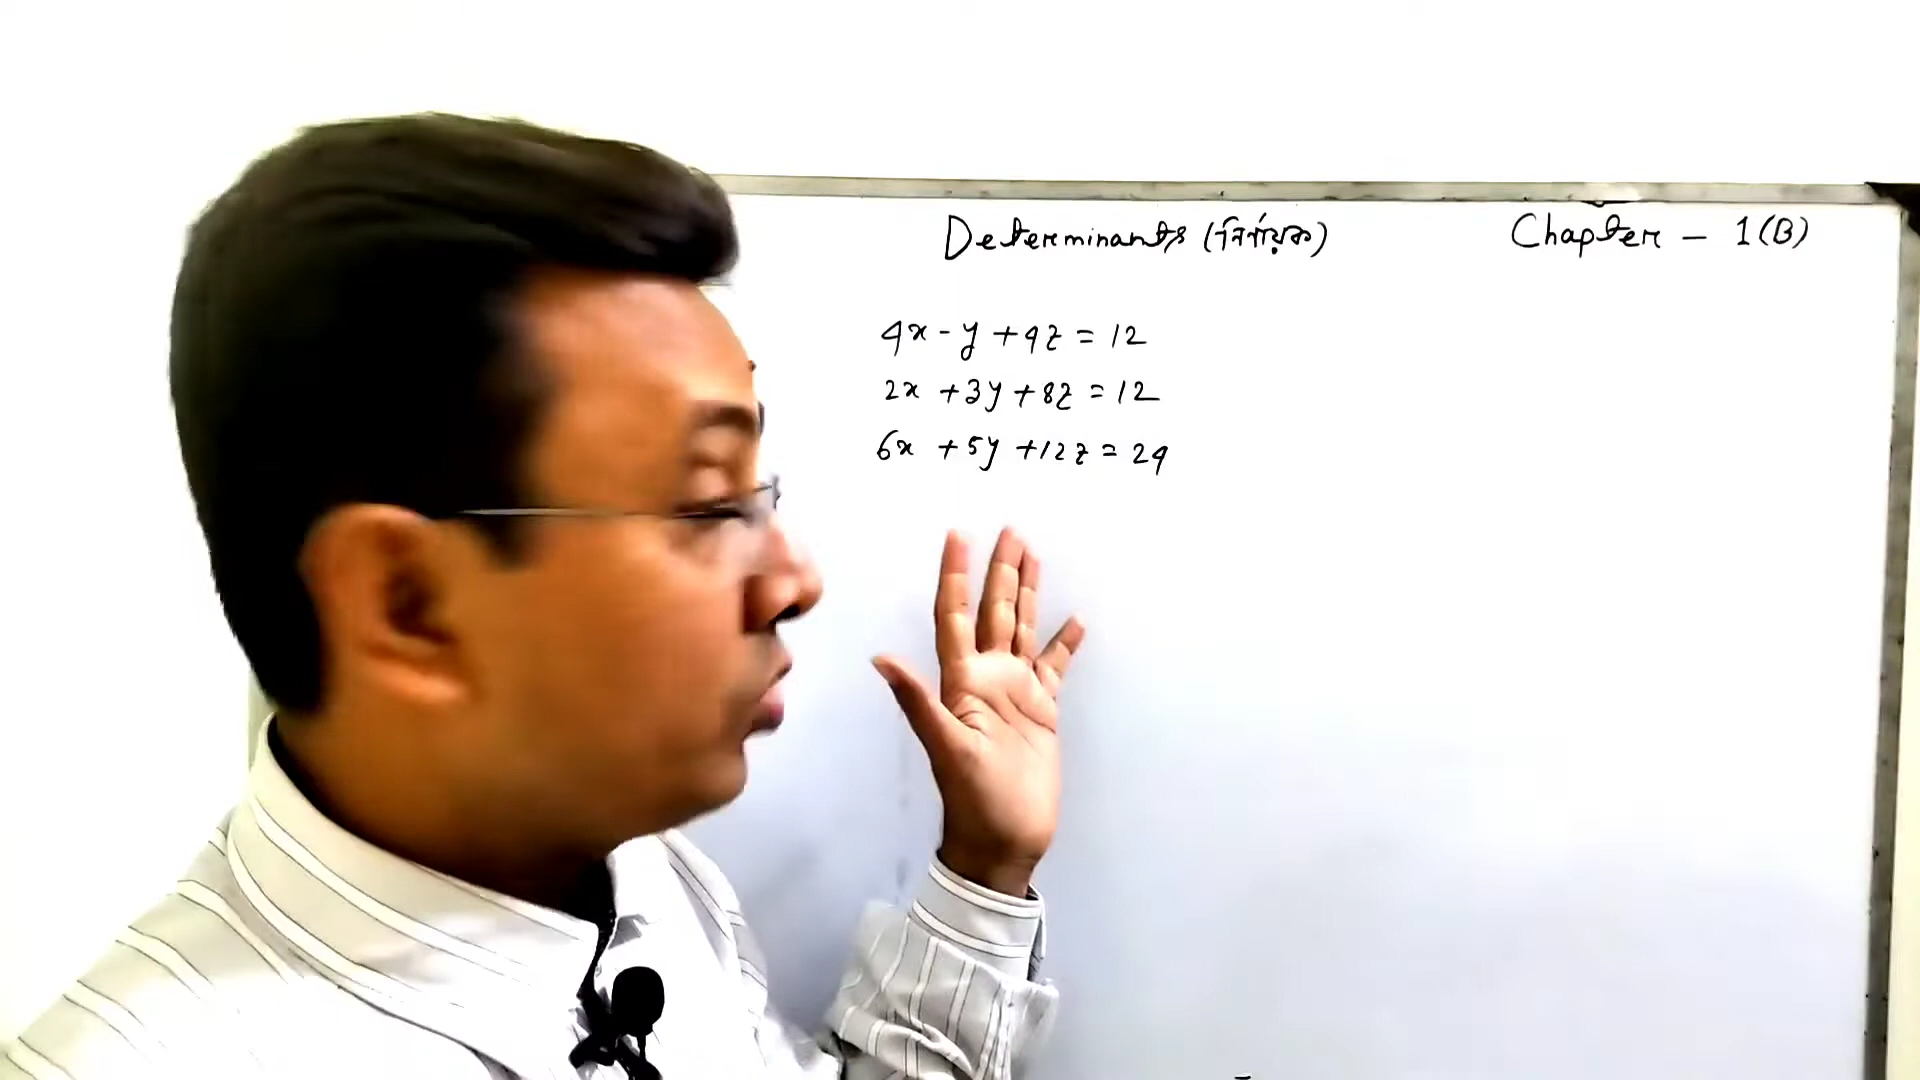 Determinants (নির্ণায়ক)
Chapter - 1(B)
4x - y + 4z = 12
2x + 3y + 8z = 12
6x + 5y + 12z = 24